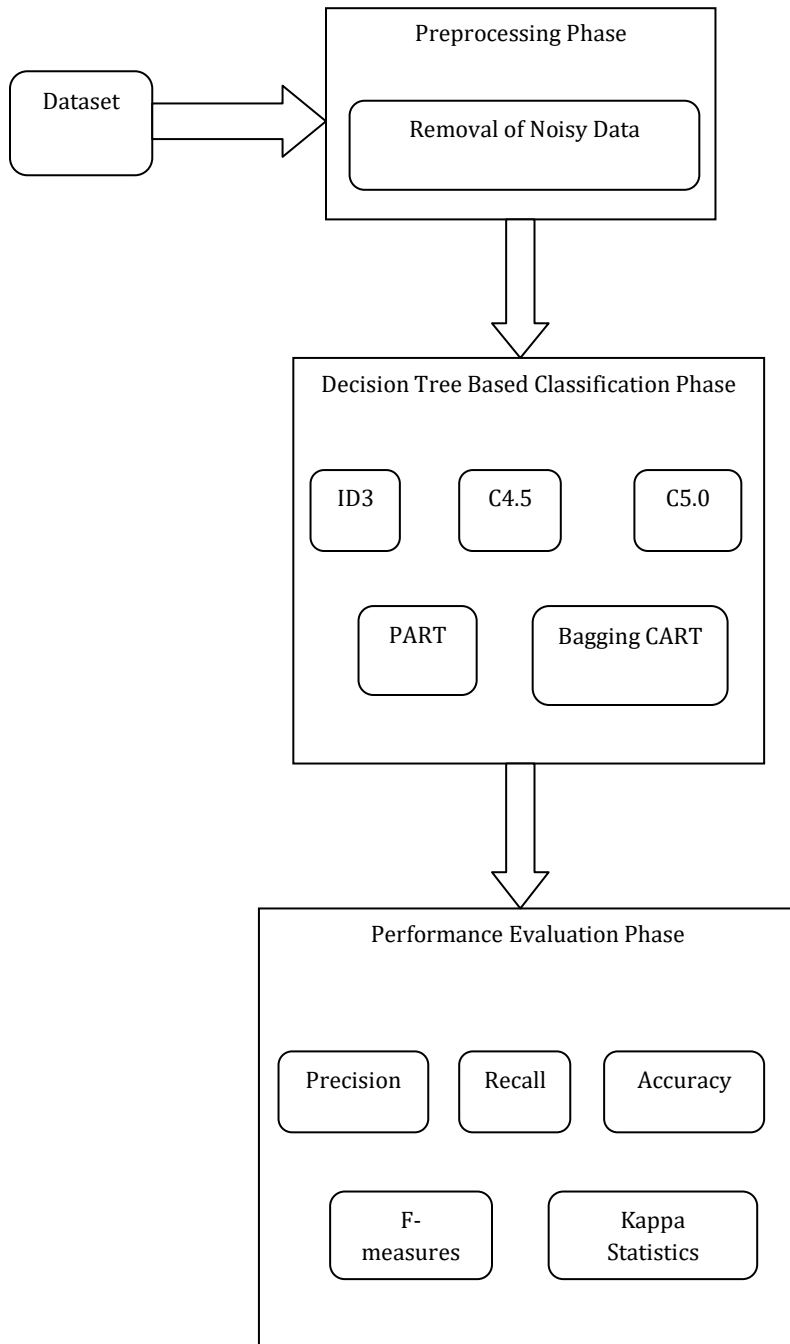 Preprocessing Phase
Dataset
Removal of Noisy Data
Decision Tree Based Classification Phase
ID3
C4.5
C5.0
PART
Bagging CART
Performance Evaluation Phase
Precision
Recall
Accuracy
F-
measures
Kappa
Statistics